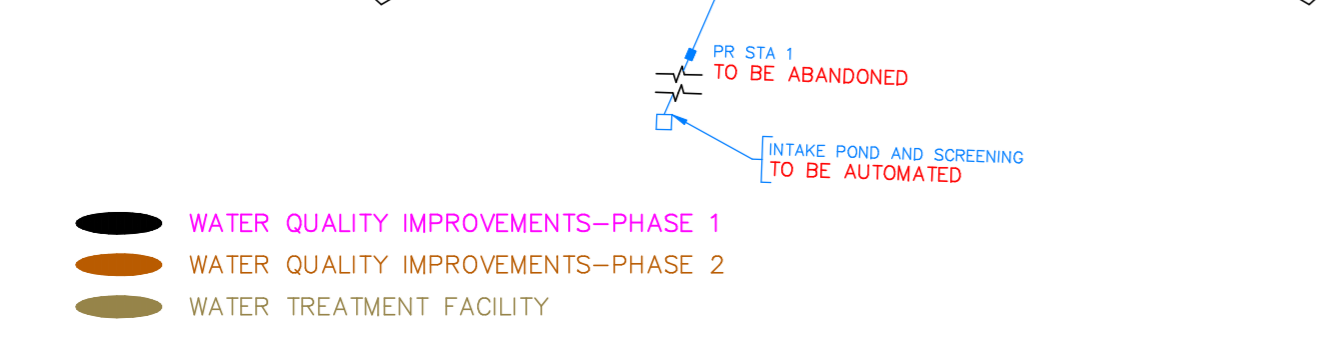 PR STA 1
TO BE ABANDONED
INTAKE POND AND SCREENING
TO BE AUTOMATED
WATER QUALITY IMPROVEMENTS-PHASE 1
WATER QUALITY IMPROVEMENTS-PHASE 2
WATER TREATMENT FACILITY